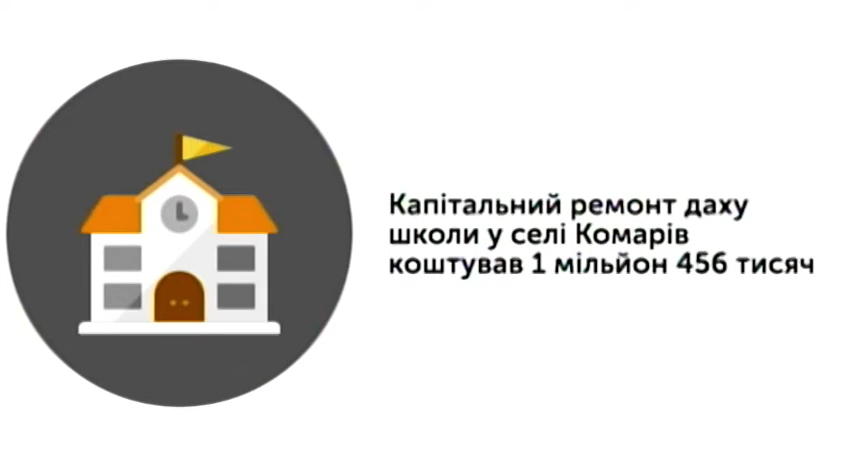 Капітальний ремонт даху
школи у селі Комарів
коштував 1 мільйон 456 тисяч